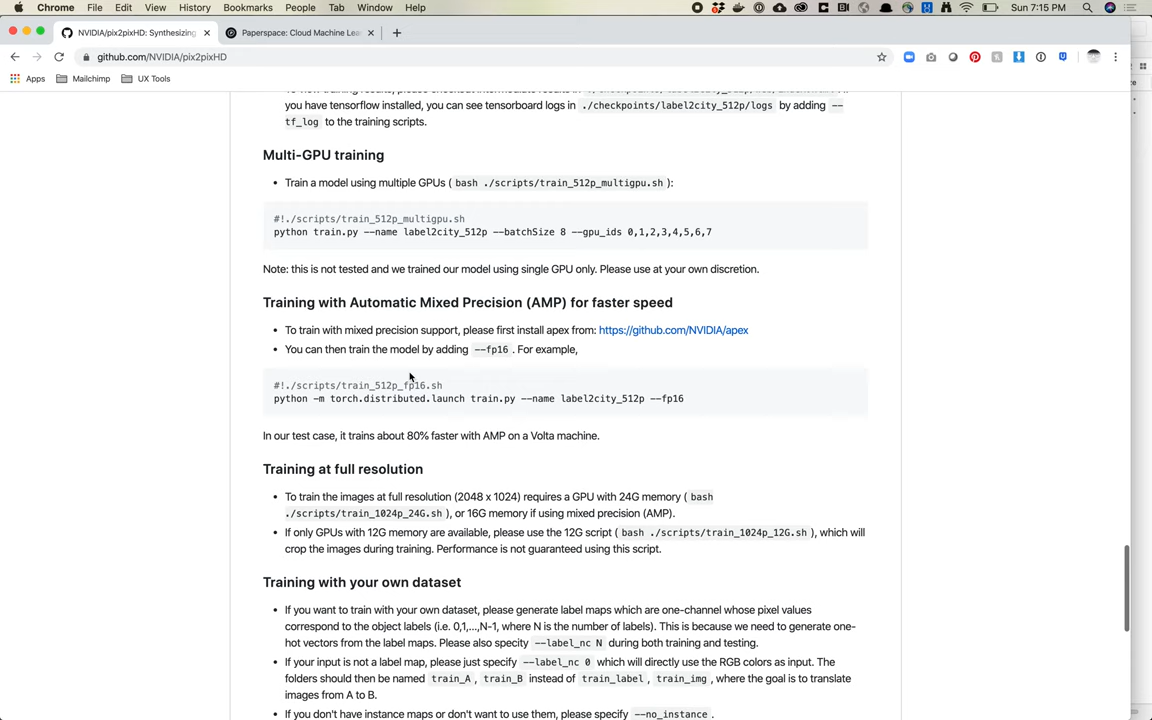 Chrome File Edit View History Bookmarks People Tab Window Help
Sun 7:15 PM
NVIDIA/pix2pixHD: Synthesizing
Paperspace: Cloud Machine Lea
github.com/NVIDIA/pix2pixHD
Apps Mailchimp UX Tools
you have tensorflow installed, you can see tensorboard logs in ./checkpoints/label2city_512p/logs by adding --
tf_log to the training scripts.
Multi-GPU training
• Train a model using multiple GPUs ( bash ./scripts/train_512p_multigpu.sh ):
#!./scripts/train_512p_multigpu.sh
python train.py --name label2city_512p --batchSize 8 --gpu_ids 0,1,2,3,4,5,6,7
Note: this is not tested and we trained our model using single GPU only. Please use at your own discretion.
Training with Automatic Mixed Precision (AMP) for faster speed
• To train with mixed precision support, please first install apex from: https://github.com/NVIDIA/apex
• You can then train the model by adding --fp16 . For example,
#!./scripts/train_512p_fp16.sh
python -m torch.distributed.launch train.py --name label2city_512p --fp16
In our test case, it trains about 80% faster with AMP on a Volta machine.
Training at full resolution
• To train the images at full resolution (2048 x 1024) requires a GPU with 24G memory ( bash
./scripts/train_1024p_24G.sh ), or 16G memory if using mixed precision (AMP).
• If only GPUs with 12G memory are available, please use the 12G script ( bash ./scripts/train_1024p_12G.sh ), which will
crop the images during training. Performance is not guaranteed using this script.
Training with your own dataset
• If you want to train with your own dataset, please generate label maps which are one-channel whose pixel values
correspond to the object labels (i.e. 0,1,...,N-1, where N is the number of labels). This is because we need to generate one-
hot vectors from the label maps. Please also specify --label_nc N during both training and testing.
• If your input is not a label map, please just specify --label_nc 0 which will directly use the RGB colors as input. The
folders should then be named train_A , train_B instead of train_label , train_img , where the goal is to translate
images from A to B.
• If you don't have instance maps or don't want to use them, please specify --no_instance .